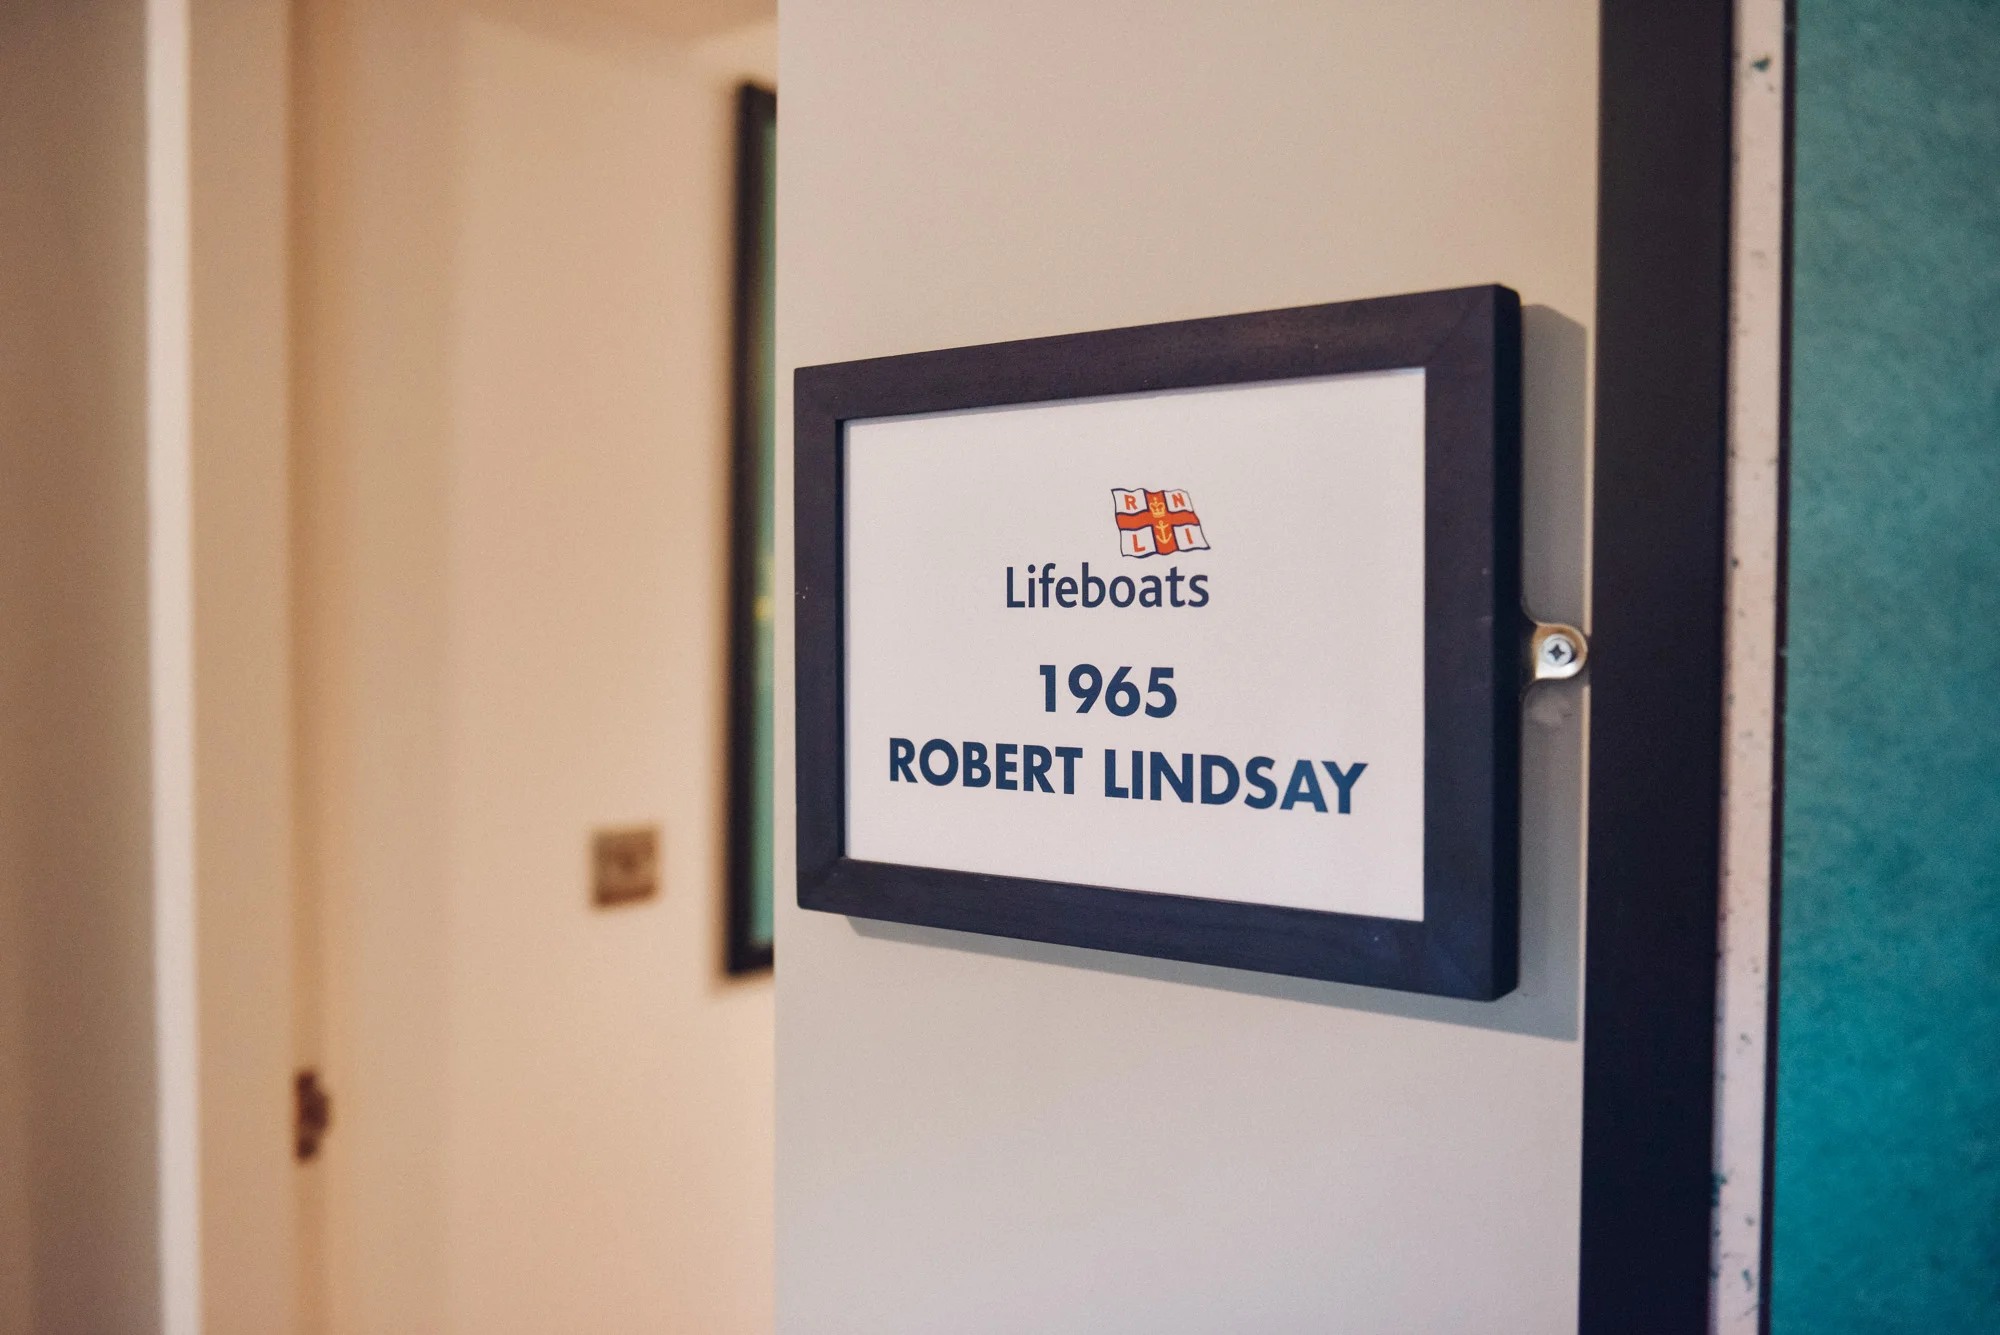 R N
L I
Lifeboats
1965
ROBERT LINDSAY